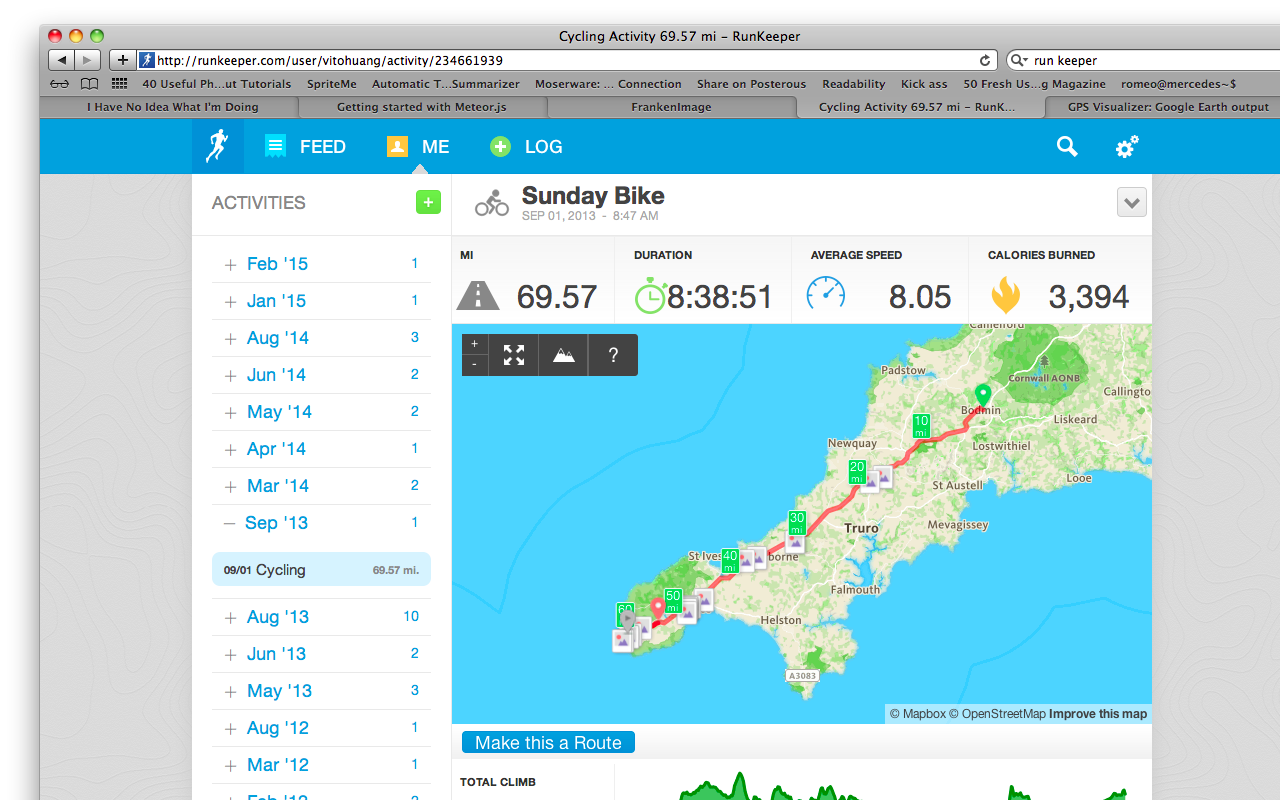 Cycling Activity 69.57 mi – RunKeeper
http://runkeeper.com/user/vitohuang/activity/234661939
run keeper
40 Useful Ph...ut Tutorials SpriteMe Automatic T...Summarizer Moserware: ... Connection Share on Posterous Readability Kick ass 50 Fresh Us...g Magazine romeo@mercedes~$
I Have No Idea What I'm Doing Getting started with Meteor.js FrankenImage Cycling Activity 69.57 mi – RunK... GPS Visualizer: Google Earth output
FEED ME LOG
ACTIVITIES +
Feb '15 1
Jan '15 1
Aug '14 3
Jun '14 2
May '14 2
Apr '14 1
Mar '14 2
Sep '13 1
09/01 Cycling 69.57 mi.
Aug '13 10
Jun '13 2
May '13 3
Aug '12 1
Mar '12 1
Sunday Bike
SEP 01, 2013 - 8:47 AM
MI DURATION AVERAGE SPEED CALORIES BURNED
69.57 8:38:51 8.05 3,394
+
-
?
Camelford
Padstow
Cornwall AONB
Callington
Bodmin
Liskeard
10
mi
Newquay
Lostwithiel
20
mi
St Austell
Looe
30
mi
Truro
Mevagissey
St Ives
40
mi
borne
Falmouth
50
mi
60
Helston
A3083
© Mapbox © OpenStreetMap Improve this map
Make this a Route
TOTAL CLIMB